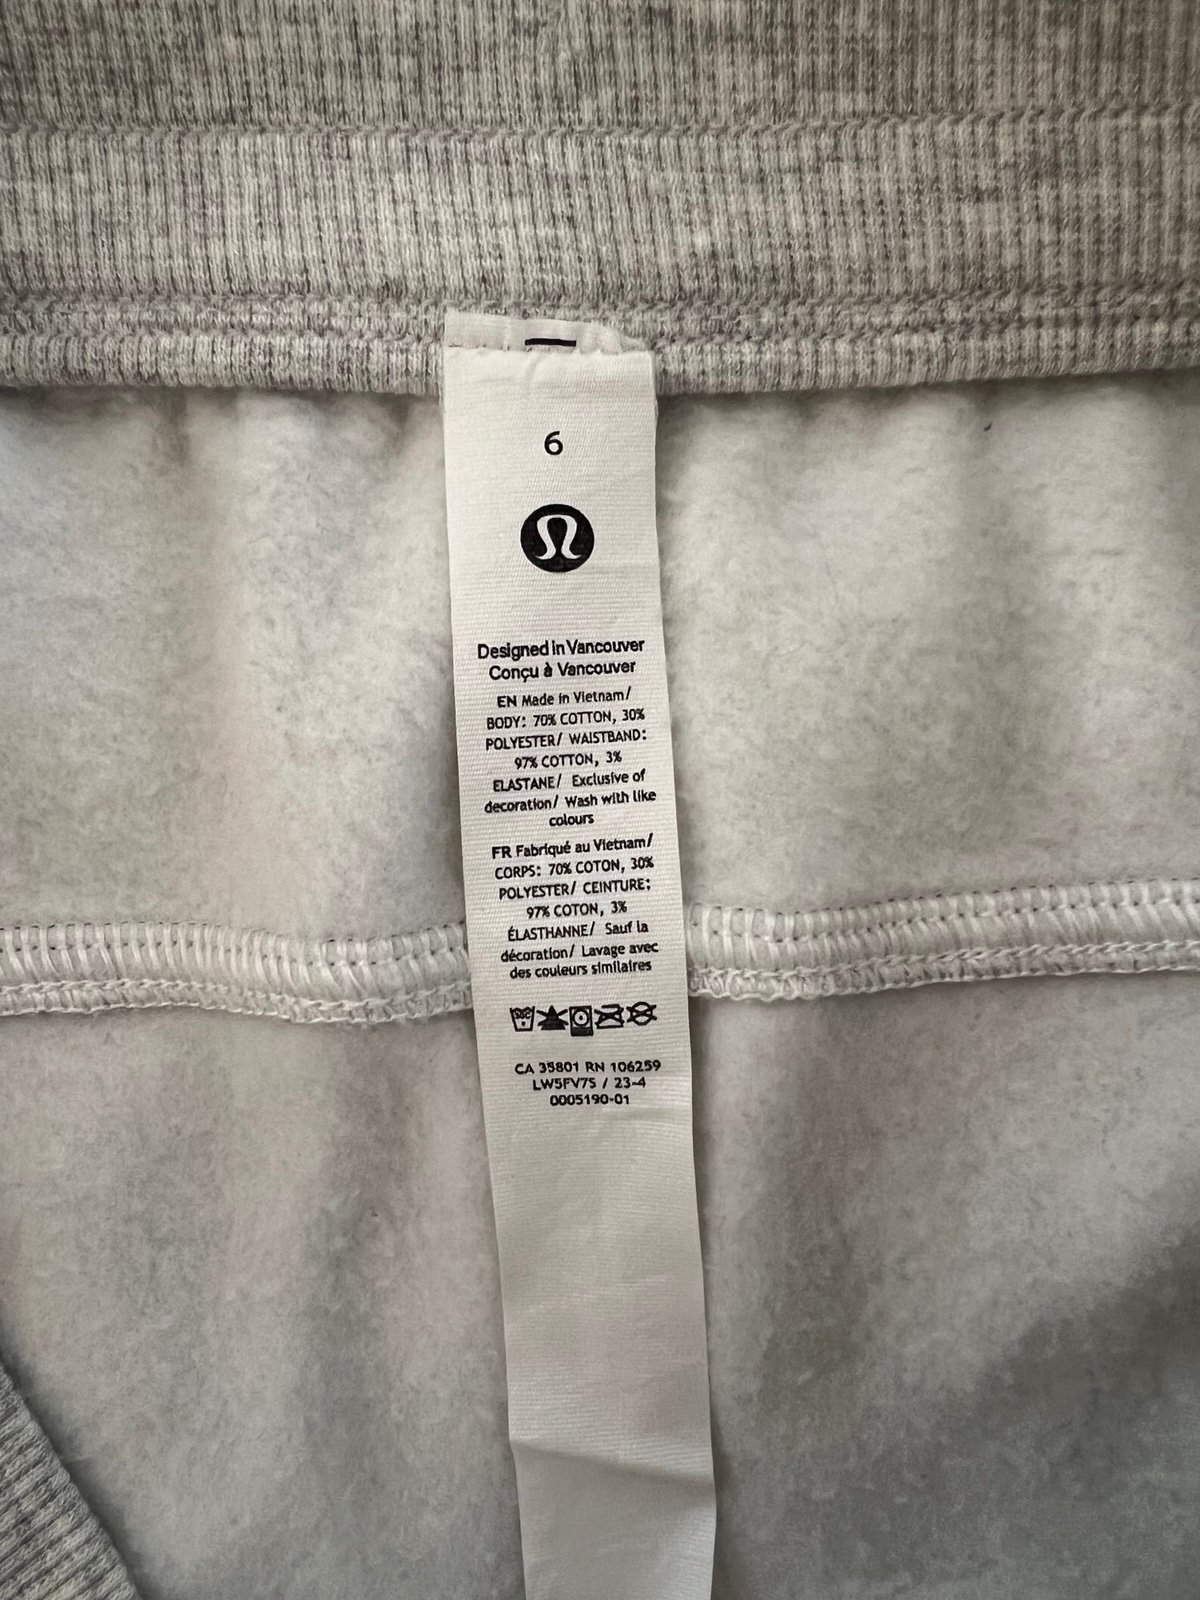 6
Designed in Vancouver
Conçu à Vancouver
EN Made in Vietnam/
BODY: 70% COTTON, 30%
POLYESTER/ WAISTBAND:
97% COTTON, 3%
ELASTANE/ Exclusive of
decoration/ Wash with like
colours
FR Fabriqué au Vietnam/
CORPS: 70% COTON, 30%
POLYESTER/ CEINTURE:
97% COTON, 3%
ÉLASTHANNE/ Sauf la
décoration/ Lavage avec
des couleurs similaires
CA 35801 RN 106259
LW5FV7S / 23-4
0005190-01